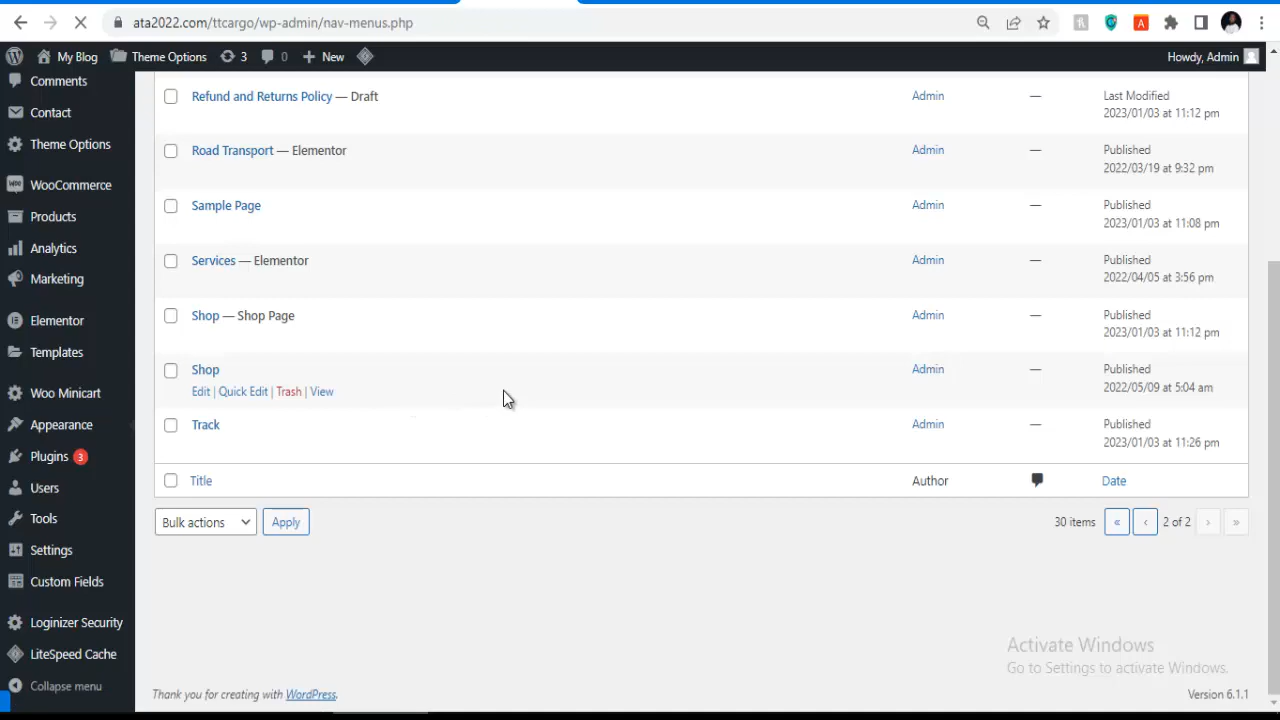 ata2022.com/ttcargo/wp-admin/nav-menus.php
My Blog Theme Options 3 0 New Howdy, Admin
Comments
Contact
Theme Options
WooCommerce
Products
Analytics
Marketing
Elementor
Templates
Woo Minicart
Appearance
Plugins 3
Users
Tools
Settings
Custom Fields
Loginizer Security
LiteSpeed Cache
Collapse menu
Refund and Returns Policy — Draft Admin — Last Modified
2023/01/03 at 11:12 pm
Road Transport — Elementor Admin — Published
2022/03/19 at 9:32 pm
Sample Page Admin — Published
2023/01/03 at 11:08 pm
Services — Elementor Admin — Published
2022/04/05 at 3:56 pm
Shop — Shop Page Admin — Published
2023/01/03 at 11:12 pm
Shop Admin — Published
Edit | Quick Edit | Trash | View 2022/05/09 at 5:04 am
Track Admin — Published
2023/01/03 at 11:26 pm
Title Author Date
Bulk actions Apply 30 items « ‹ 2 of 2 › »
Activate Windows
Go to Settings to activate Windows.
Thank you for creating with WordPress. Version 6.1.1